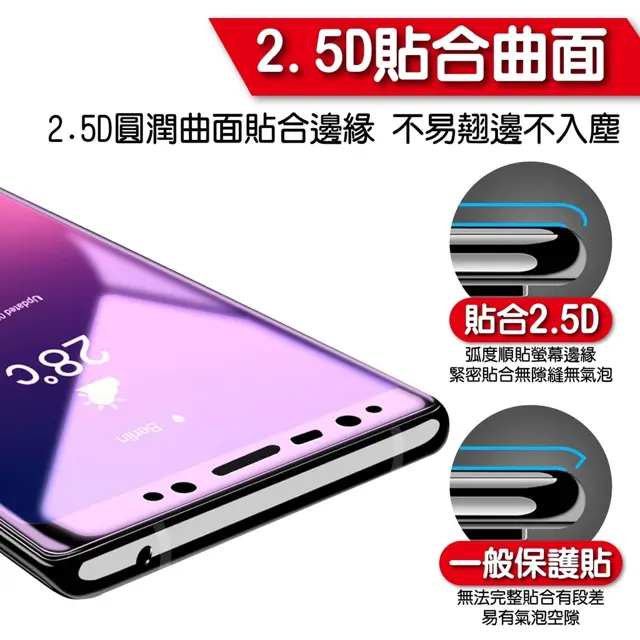 2.5D貼合曲面
2.5D圓潤曲面貼合邊緣 不易翹邊不入塵
貼合2.5D
弧度順貼螢幕邊緣
緊密貼合無隙縫無氣泡
Updated
28°C
Berlin
一般保護貼
無法完整貼合有段差
易有氣泡空隙